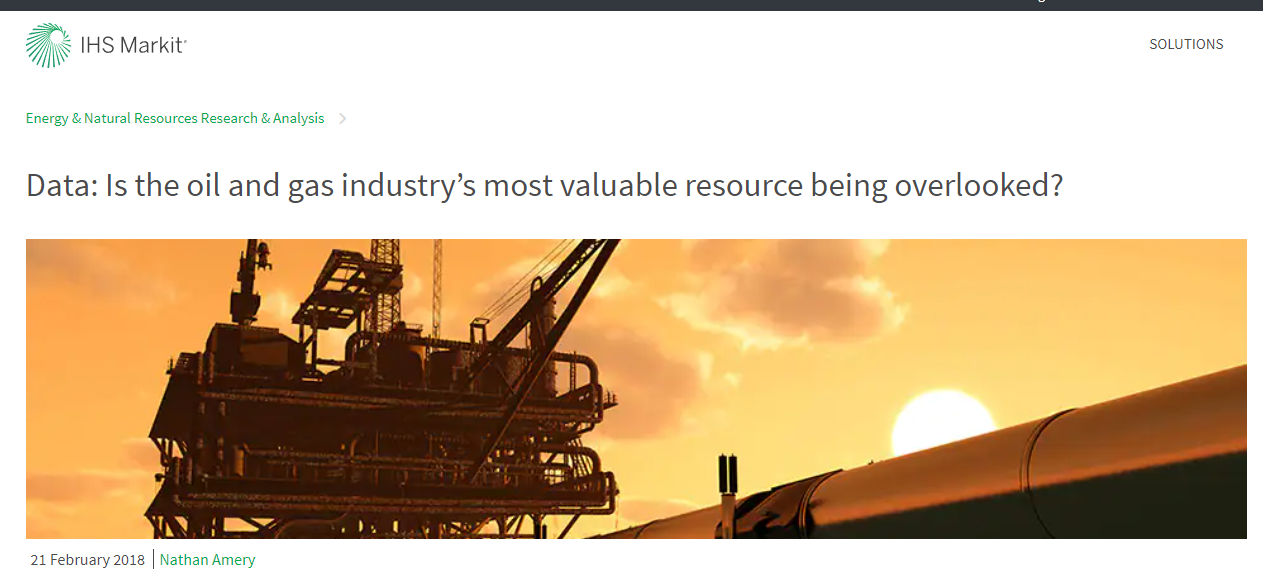 IHS Markit
SOLUTIONS
Energy & Natural Resources Research & Analysis
Data: Is the oil and gas industry’s most valuable resource being overlooked?
21 February 2018 | Nathan Amery